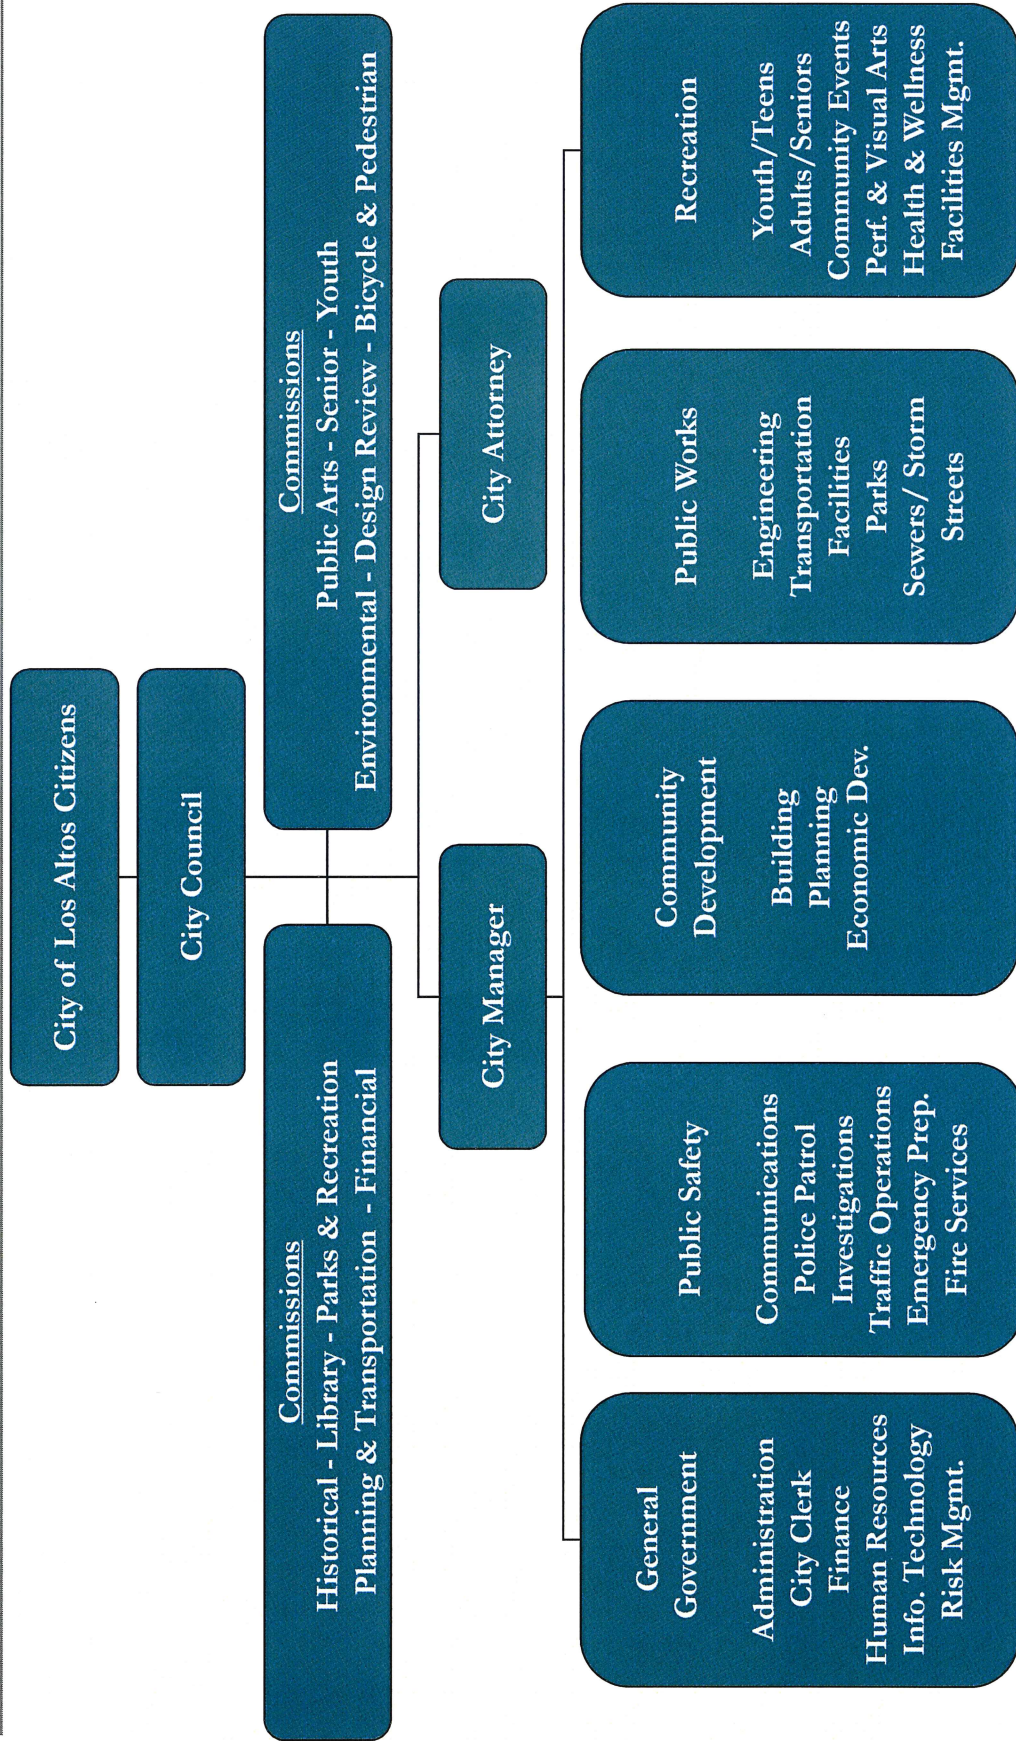 City of Los Altos Citizens
City Council
Commissions
Historical - Library - Parks & Recreation
Planning & Transportation - Financial
Commissions
Public Arts - Senior - Youth
Environmental - Design Review - Bicycle & Pedestrian
City Manager
City Attorney
General
Government
Administration
City Clerk
Finance
Human Resources
Info. Technology
Risk Mgmt.
Public Safety
Communications
Police Patrol
Investigations
Traffic Operations
Emergency Prep.
Fire Services
Community
Development
Building
Planning
Economic Dev.
Public Works
Engineering
Transportation
Facilities
Parks
Sewers/ Storm
Streets
Recreation
Youth/Teens
Adults/Seniors
Community Events
Perf. & Visual Arts
Health & Wellness
Facilities Mgmt.